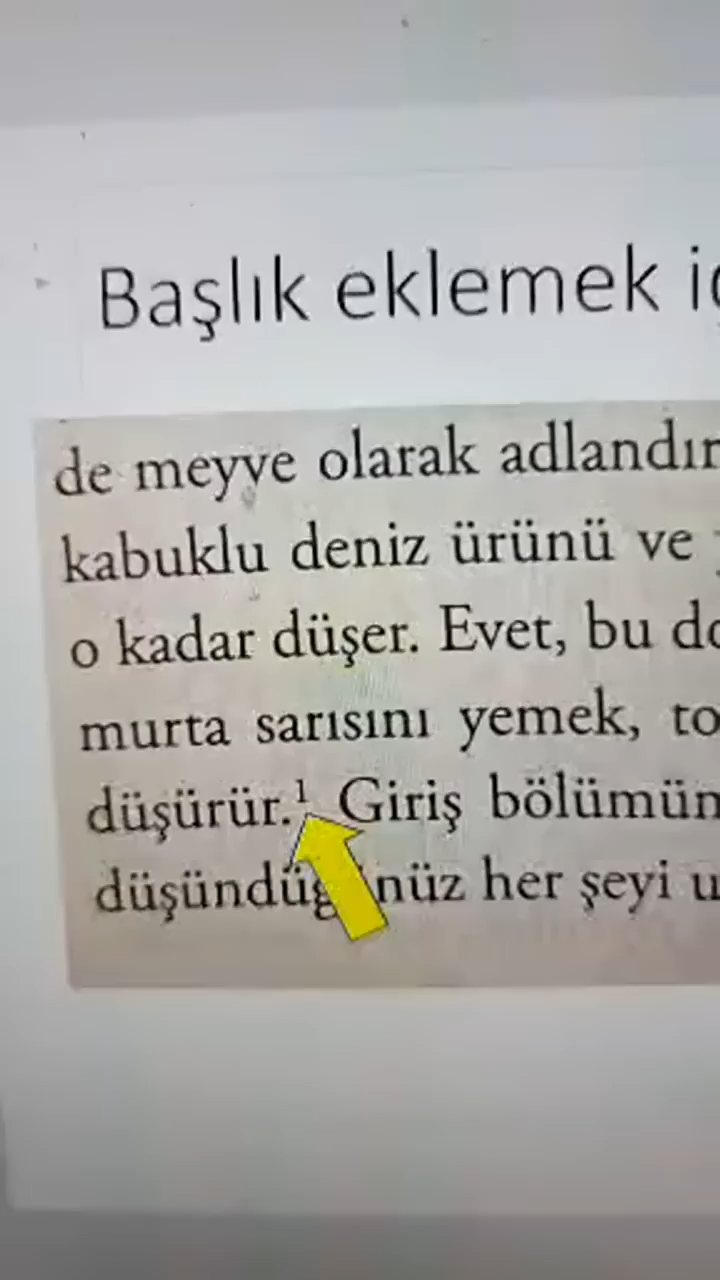 Başlık eklemek
de meyve olarak adlandır
kabuklu deniz ürünü ve
o kadar düşer. Evet, bu
murta sarısını yemek,
düşürür.¹ Giriş bölümün
nüz her şeyi